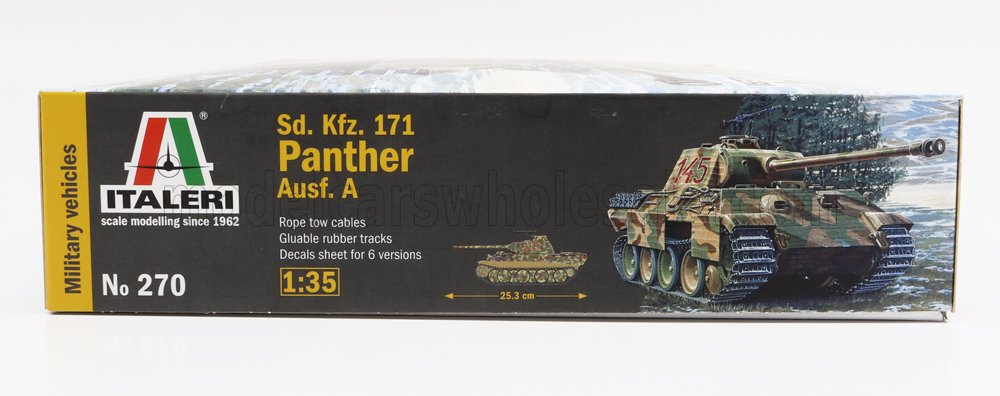 Military vehicles
ITALERI
®
scale modelling since 1962
No 270
Sd. Kfz. 171
Panther
Ausf. A
Rope tow cables
Gluable rubber tracks
Decals sheet for 6 versions
1:35
25.3 cm
145